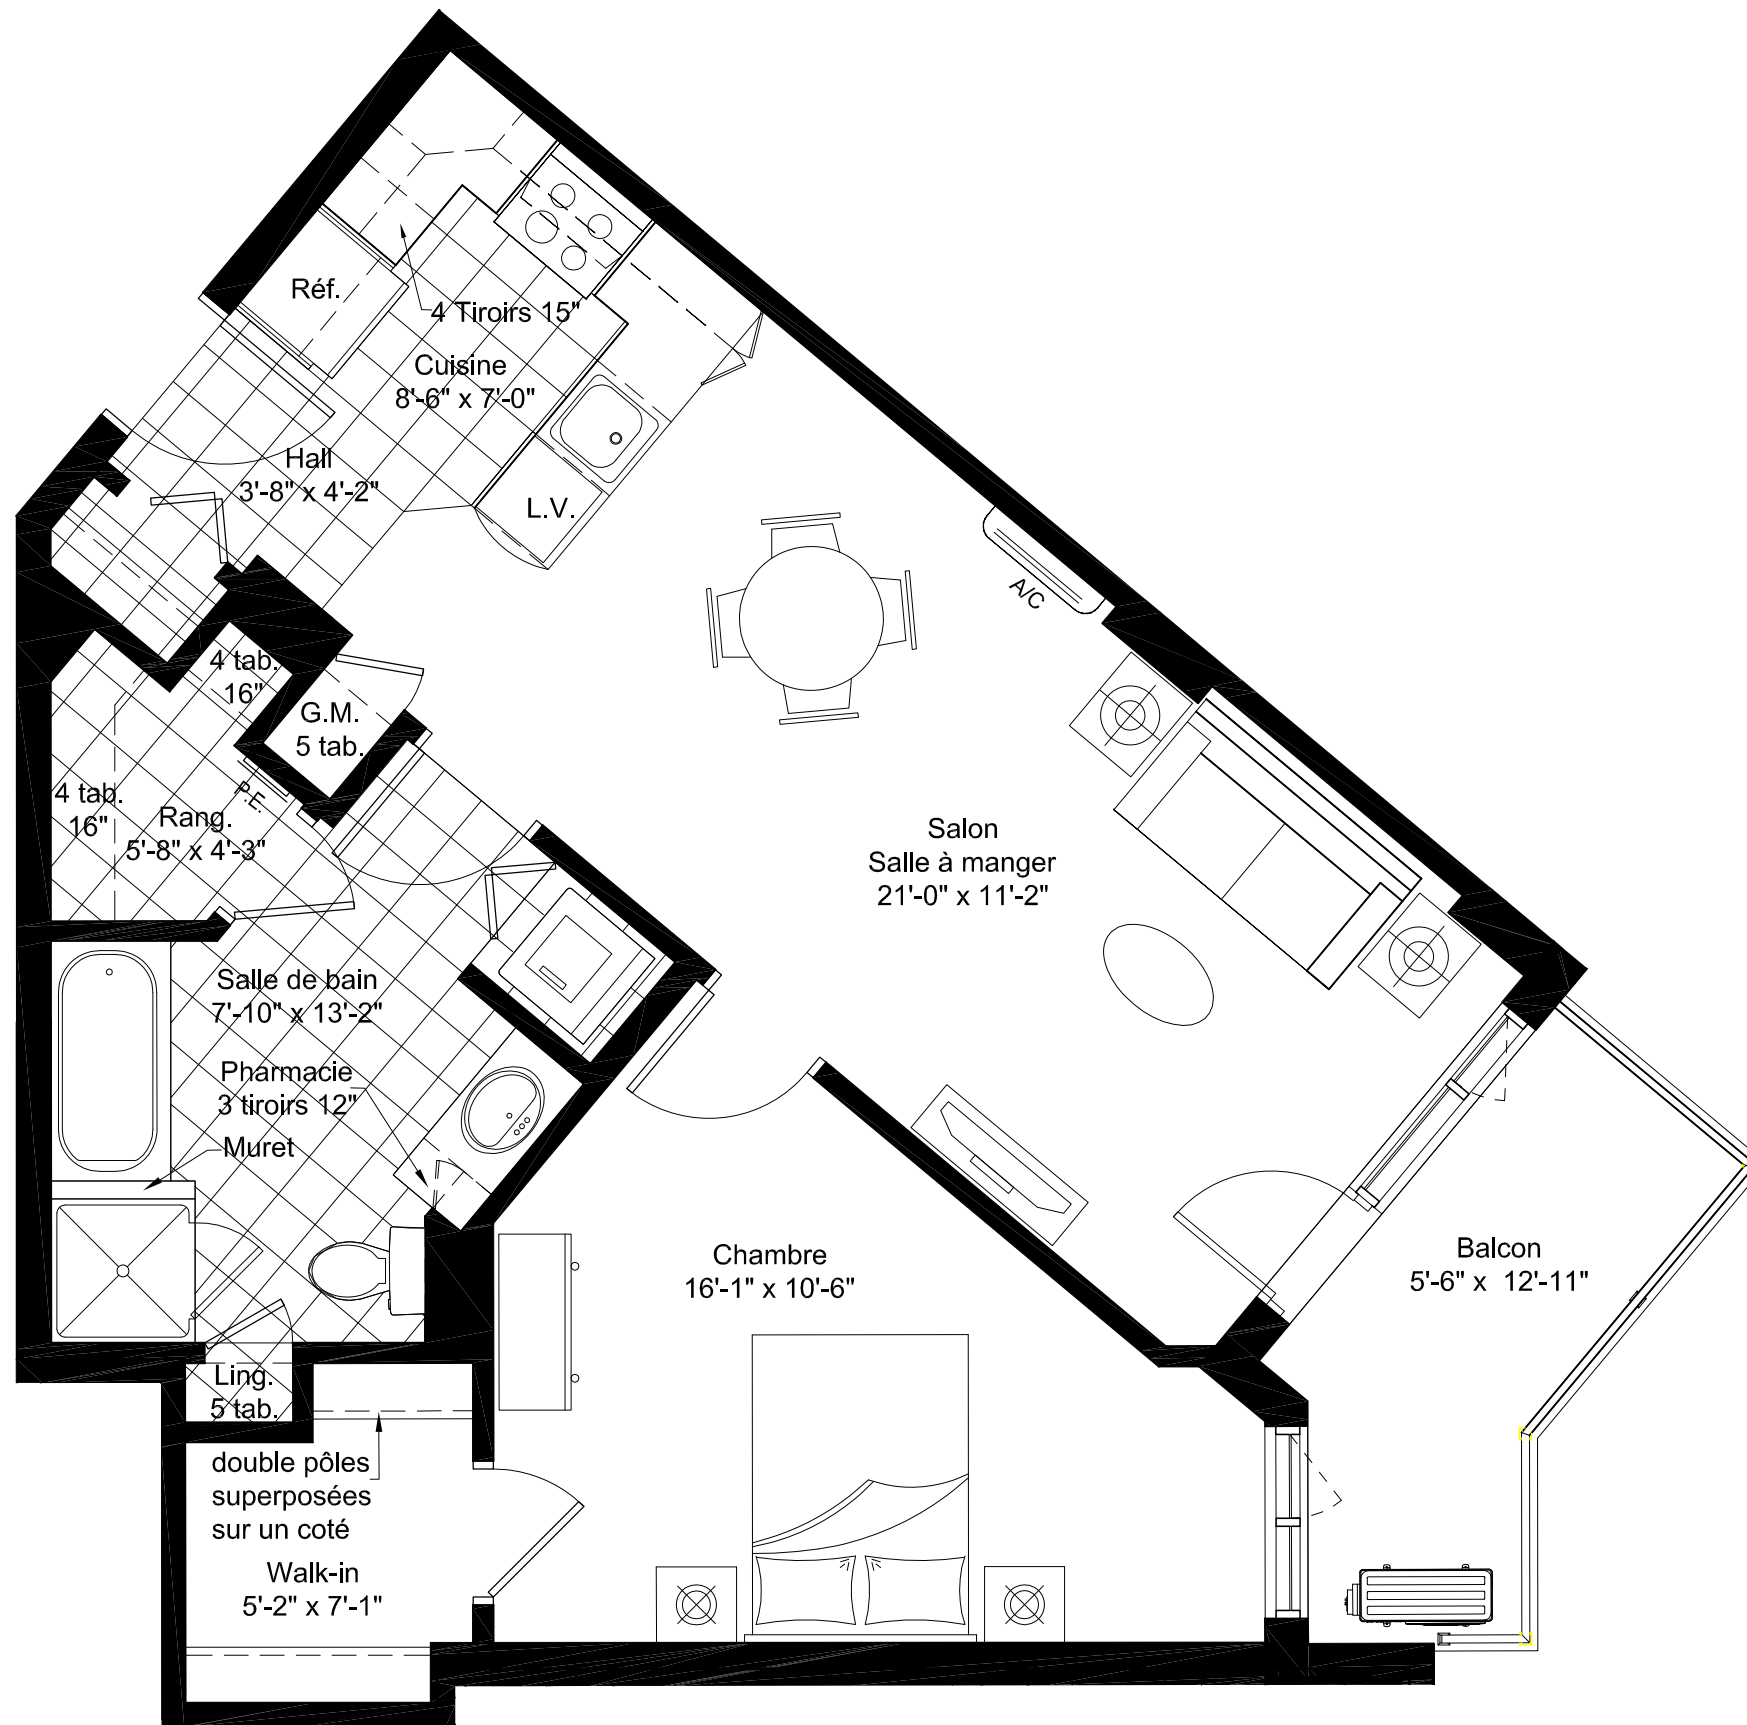 Réf.
4 Tiroirs 15"
Cuisine
8'-6" x 7'-0"
Hall
3'-8" x 4'-2"
L.V.
A/C
4 tab.
16"
G.M.
5 tab.
P.E.
4 tab.
16"
Rang.
5'-8" x 4'-3"
Salon
Salle à manger
21'-0" x 11'-2"
Salle de bain
7'-10" x 13'-2"
Pharmacie
3 tiroirs 12"
Muret
Chambre
16'-1" x 10'-6"
Balcon
5'-6" x 12'-11"
Ling.
5 tab.
double pôles
superposées
sur un coté
Walk-in
5'-2" x 7'-1"